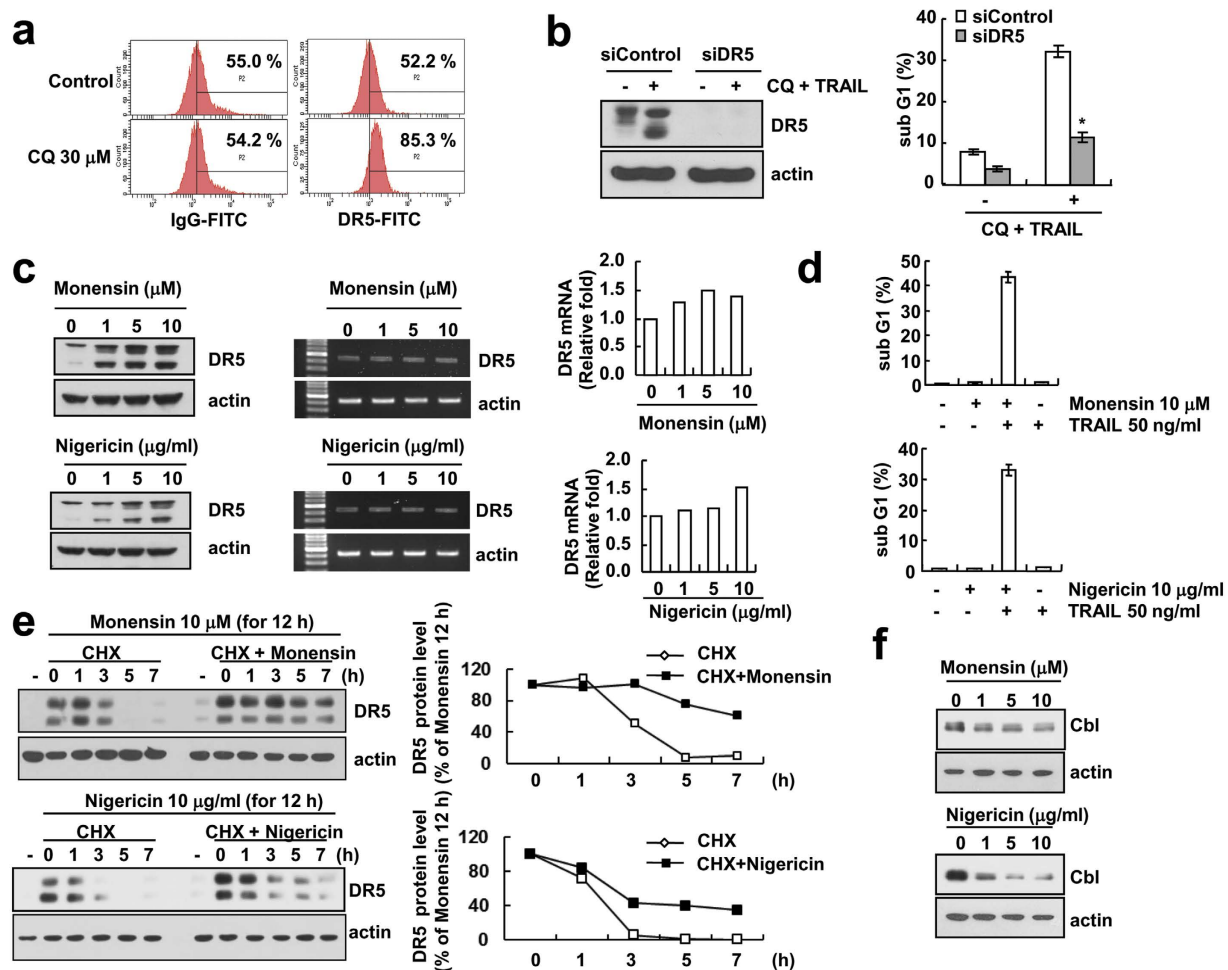 a
Control
CQ 30 μM
Count
55.0 %
P2
Count
52.2 %
P2
Count
54.2 %
P2
Count
85.3 %
P2
IgG-FITC
DR5-FITC
b
siControl siDR5
- + - + CQ + TRAIL
DR5
actin
siControl
siDR5
sub G1 (%)
40
30
20
10
0
*
- +
CQ + TRAIL
c
Monensin (μM)
0 1 5 10
DR5
actin
Monensin (μM)
0 1 5 10
DR5
actin
DR5 mRNA
(Relative fold)
2.0
1.5
1.0
0.5
0.0
0 1 5 10
Monensin (μM)
Nigericin (μg/ml)
0 1 5 10
DR5
actin
Nigericin (μg/ml)
0 1 5 10
DR5
actin
DR5 mRNA
(Relative fold)
2.0
1.5
1.0
0.5
0.0
0 1 5 10
Nigericin (μg/ml)
d
sub G1 (%)
50
40
30
20
10
0
- + + - Monensin 10 μM
- - + + TRAIL 50 ng/ml
sub G1 (%)
40
30
20
10
0
- + + - Nigericin 10 μg/ml
- - + + TRAIL 50 ng/ml
e
Monensin 10 μM (for 12 h)
CHX CHX + Monensin
- 0 1 3 5 7 - 0 1 3 5 7 (h)
DR5
actin
DR5 protein level
(% of Monensin 12 h)
120
80
40
0
CHX
CHX+Monensin
0 1 3 5 7 (h)
Nigericin 10 μg/ml (for 12 h)
CHX CHX + Nigericin
- 0 1 3 5 7 - 0 1 3 5 7 (h)
DR5
actin
DR5 protein level
(% of Monensin 12 h)
120
80
40
0
CHX
CHX+Nigericin
0 1 3 5 7 (h)
f
Monensin (μM)
0 1 5 10
Cbl
actin
Nigericin (μg/ml)
0 1 5 10
Cbl
actin